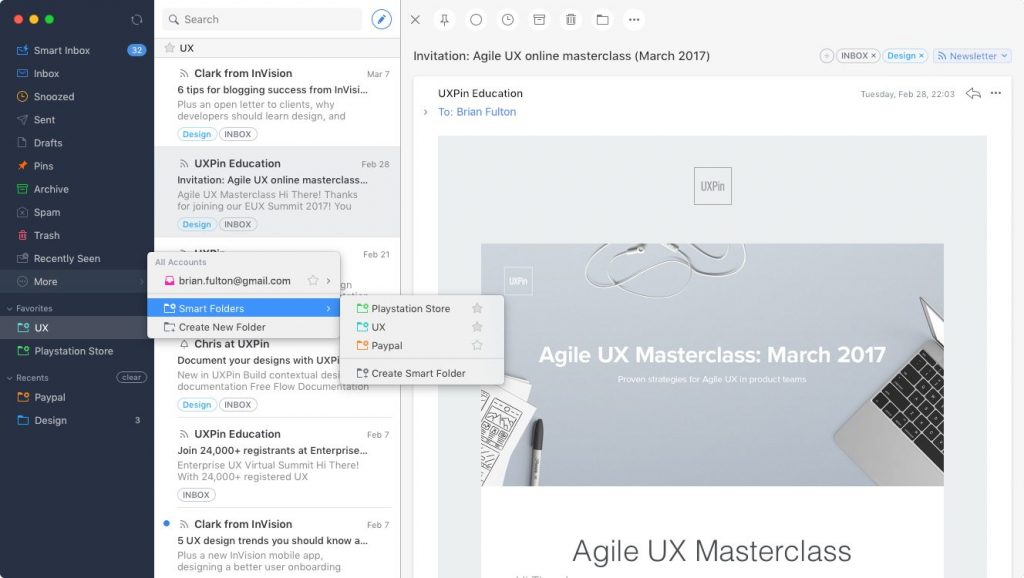 Smart Inbox 32
Inbox
Snoozed
Sent
Drafts
Pins
Archive
Spam
Trash
Recently Seen
More
Favorites
UX
Playstation Store
Recents clear
Paypal
Design 3
Search
UX
Clark from InVision Mar 7
6 tips for blogging success from InVisi...
Plus an open letter to clients, why
developers should learn design, and
Design INBOX
UXPin Education Feb 28
Invitation: Agile UX online masterclass...
Agile UX Masterclass Hi There! Thanks
for joining our EUX Summit 2017! You
Design INBOX
UXPin Feb 21
All Accounts
brian.fulton@gmail.com
Smart Folders
Create New Folder
Playstation Store
UX
Paypal
Create Smart Folder
Chris at UXPin
Document your designs with UXPi
New in UXPin Build contextual design
documentation Free Flow Documentation
Design INBOX
UXPin Education Feb 7
Join 24,000+ registrants at Enterprise...
Enterprise UX Virtual Summit Hi There!
With 24,000+ registered UX
INBOX
Clark from InVision Feb 7
5 UX design trends you should know a...
Plus a new InVision mobile app,
designing a better user onboarding
Invitation: Agile UX online masterclass (March 2017)
INBOX × Design × Newsletter
UXPin Education Tuesday, Feb 28, 22:03
To: Brian Fulton
UXPin
UXPin
Agile UX Masterclass: March 2017
Proven strategies for Agile UX in product teams
Agile UX Masterclass